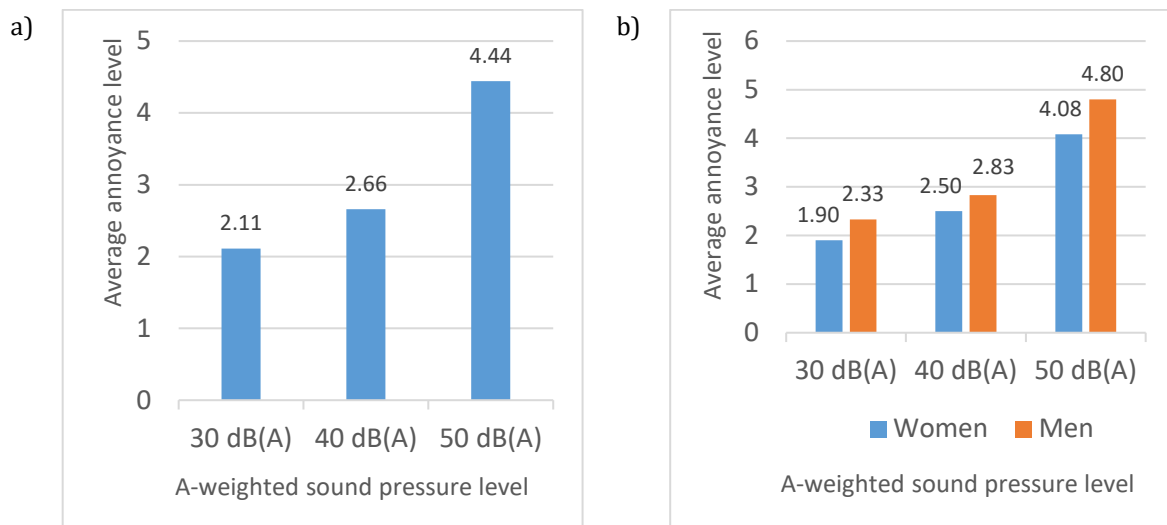 a)
Average annoyance level
5
4
3
2
1
0
4.44
2.66
2.11
30 dB(A) 40 dB(A) 50 dB(A)
A-weighted sound pressure level
b)
Average annoyance level
6
5
4
3
2
1
0
4.80
4.08
2.83
2.50
2.33
1.90
30 dB(A) 40 dB(A) 50 dB(A)
Women Men
A-weighted sound pressure level